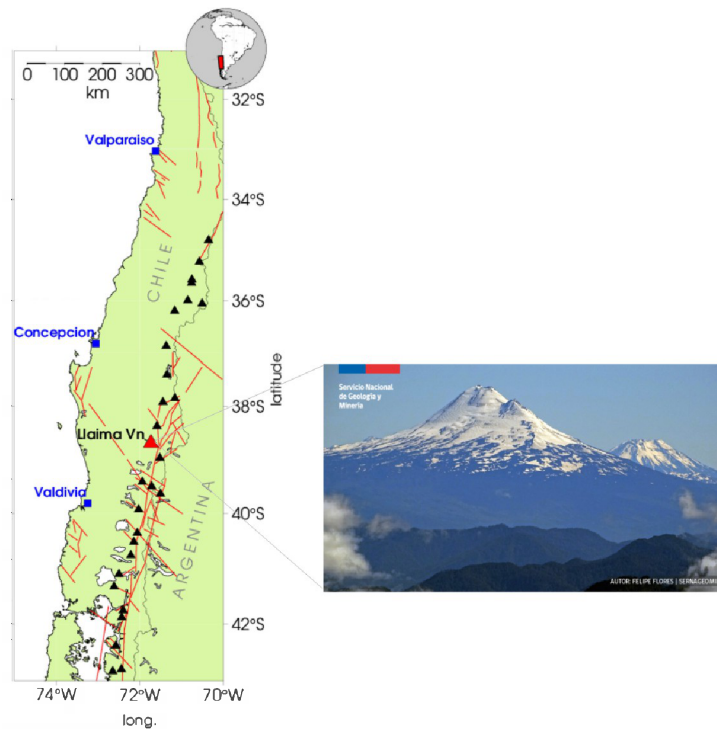 0 100 200 300
km
32°S
Valparaiso
34°S
CHILE
36°S
Concepcion
latitude
38°S
Llaima Vn
Valdivia
40°S
ARGENTINA
42°S
74°W 72°W 70°W
long.
Servicio Nacional
de Geología y
Minería
AUTOR: FELIPE FLORES | SERNAGEOMIN